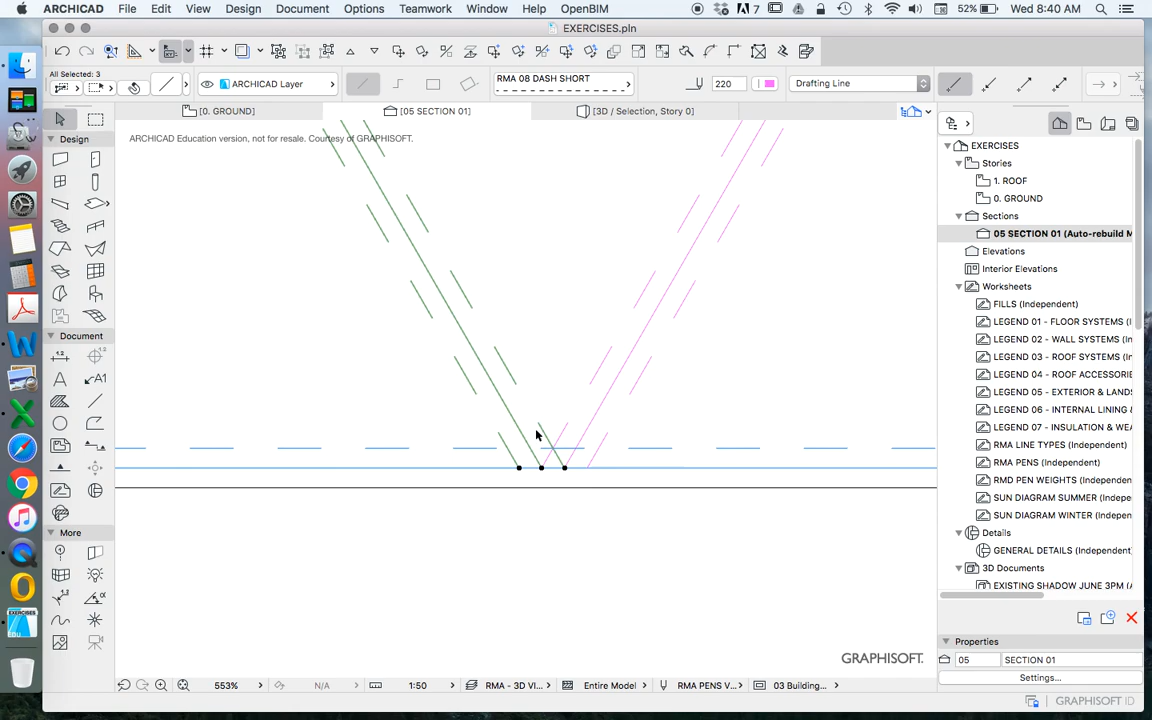 ARCHICAD File Edit View Design Document Options Teamwork Window Help OpenBIM 7 52% Wed 8:40 AM
EXERCISES.pln
All Selected: 3
ARCHICAD Layer
RMA 08 DASH SHORT
220
Drafting Line
[0. GROUND]
[05 SECTION 01]
[3D / Selection, Story 0]
ARCHICAD Education version, not for resale. Courtesy of GRAPHISOFT.
Design
Document
1.2
A1
A
More
EXERCISES
Stories
1. ROOF
0. GROUND
Sections
05 SECTION 01 (Auto-rebuild M
Elevations
Interior Elevations
Worksheets
FILLS (Independent)
LEGEND 01 - FLOOR SYSTEMS (I
LEGEND 02 - WALL SYSTEMS (In
LEGEND 03 - ROOF SYSTEMS (In
LEGEND 04 - ROOF ACCESSORIE
LEGEND 05 - EXTERIOR & LANDS
LEGEND 06 - INTERNAL LINING &
LEGEND 07 - INSULATION & WEA
RMA LINE TYPES (Independent)
RMA PENS (Independent)
RMD PEN WEIGHTS (Independent)
SUN DIAGRAM SUMMER (Indepe
SUN DIAGRAM WINTER (Indepen
Details
GENERAL DETAILS (Independent)
3D Documents
EXISTING SHADOW JUNE 3PM (A
Properties
05 SECTION 01
Settings...
GRAPHISOFT.
553% N/A 1:50 RMA - 3D VI... Entire Model RMA PENS V... 03 Building...
GRAPHISOFT ID